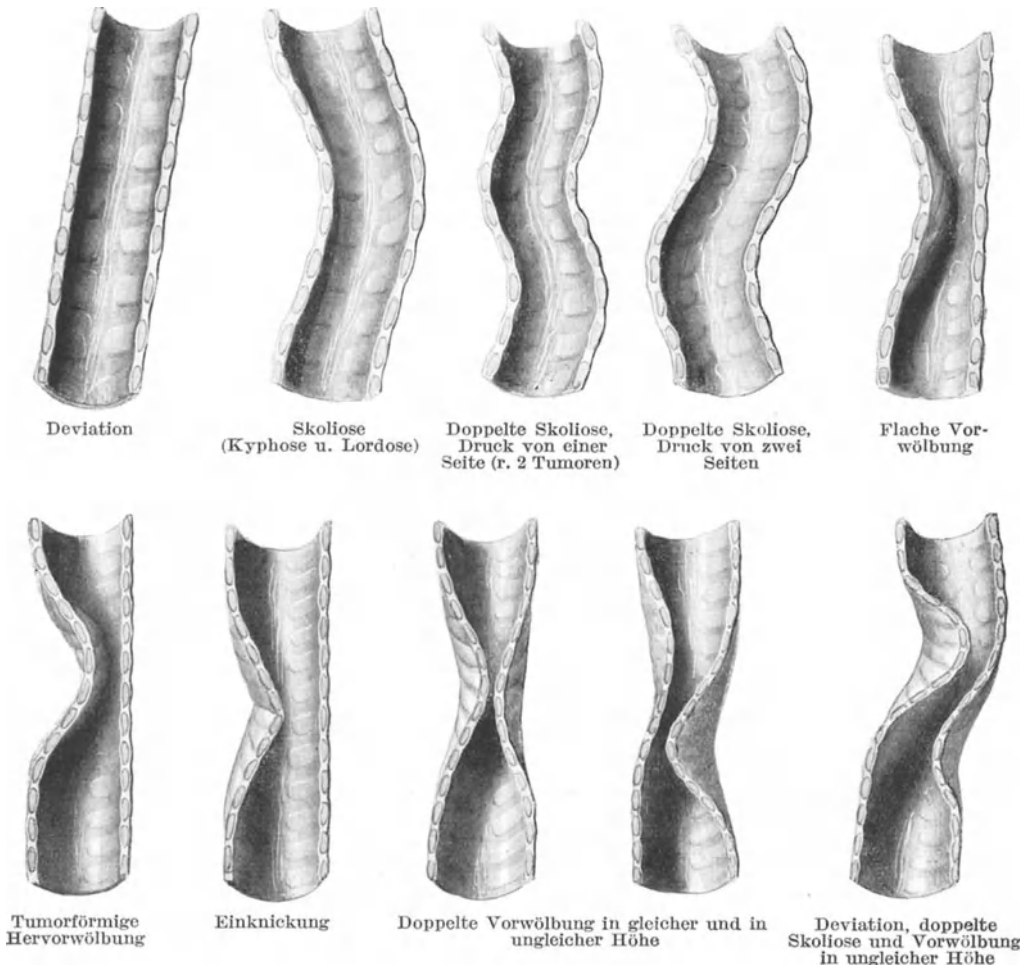 Deviation
Skoliose
(Kyphose u. Lordose)
Doppelte Skoliose,
Druck von einer
Seite (r. 2 Tumoren)
Doppelte Skoliose,
Druck von zwei
Seiten
Flache Vor-
wölbung
Tumorförmige
Hervorwölbung
Einknickung
Doppelte Vorwölbung in gleicher und in
ungleicher Höhe
Deviation, doppelte
Skoliose und Vorwölbung
in ungleicher Höhe